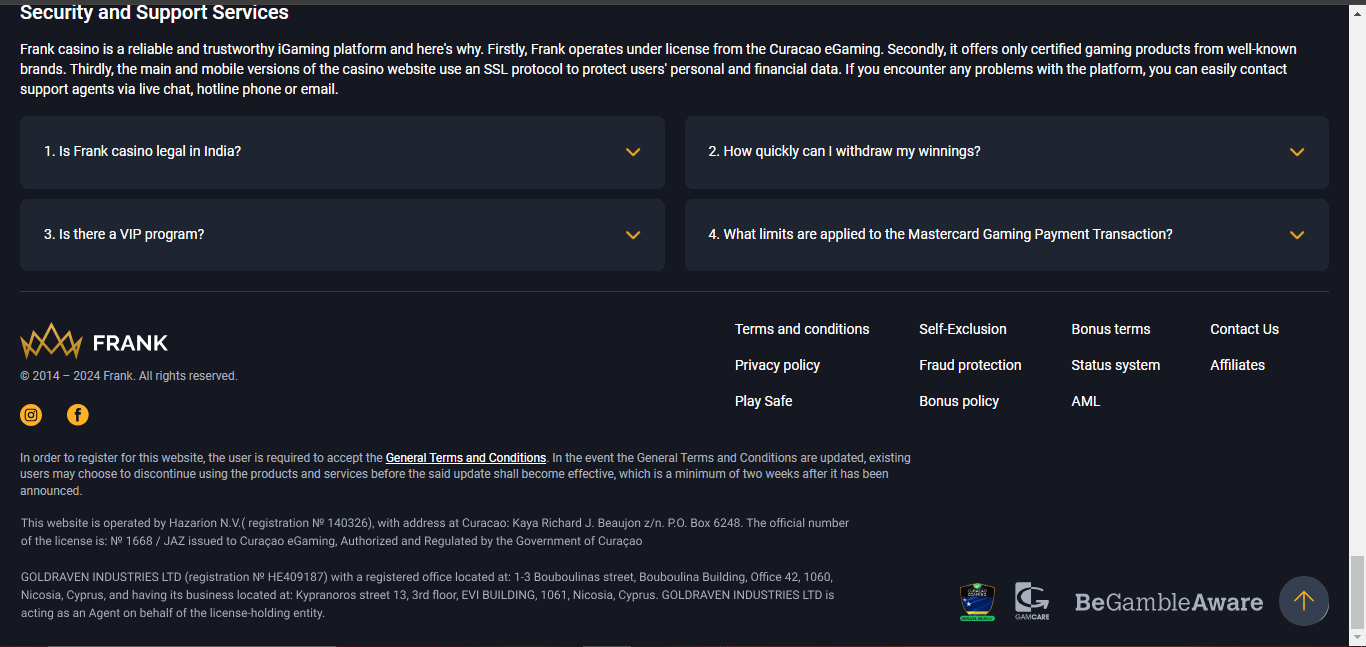 Security and Support Services
Frank casino is a reliable and trustworthy iGaming platform and here's why. Firstly, Frank operates under license from the Curacao eGaming. Secondly, it offers only certified gaming products from well-known
brands. Thirdly, the main and mobile versions of the casino website use an SSL protocol to protect users' personal and financial data. If you encounter any problems with the platform, you can easily contact
support agents via live chat, hotline phone or email.
1. Is Frank casino legal in India?
2. How quickly can I withdraw my winnings?
3. Is there a VIP program?
4. What limits are applied to the Mastercard Gaming Payment Transaction?
FRANK
© 2014 – 2024 Frank. All rights reserved.
Terms and conditions
Self-Exclusion
Bonus terms
Contact Us
Privacy policy
Fraud protection
Status system
Affiliates
Play Safe
Bonus policy
AML
In order to register for this website, the user is required to accept the General Terms and Conditions. In the event the General Terms and Conditions are updated, existing
users may choose to discontinue using the products and services before the said update shall become effective, which is a minimum of two weeks after it has been
announced.
This website is operated by Hazarion N.V.( registration № 140326), with address at Curacao: Kaya Richard J. Beaujon z/n. P.O. Box 6248. The official number
of the license is: № 1668 / JAZ issued to Curaçao eGaming, Authorized and Regulated by the Government of Curaçao
GOLDRAVEN INDUSTRIES LTD (registration № HE409187) with a registered office located at: 1-3 Bouboulinas street, Bouboulina Building, Office 42, 1060,
Nicosia, Cyprus, and having its business located at: Kypranoros street 13, 3rd floor, EVI BUILDING, 1061, Nicosia, Cyprus. GOLDRAVEN INDUSTRIES LTD is
acting as an Agent on behalf of the license-holding entity.
CURACAO
EGAMING
GAMCARE
BeGambleAware